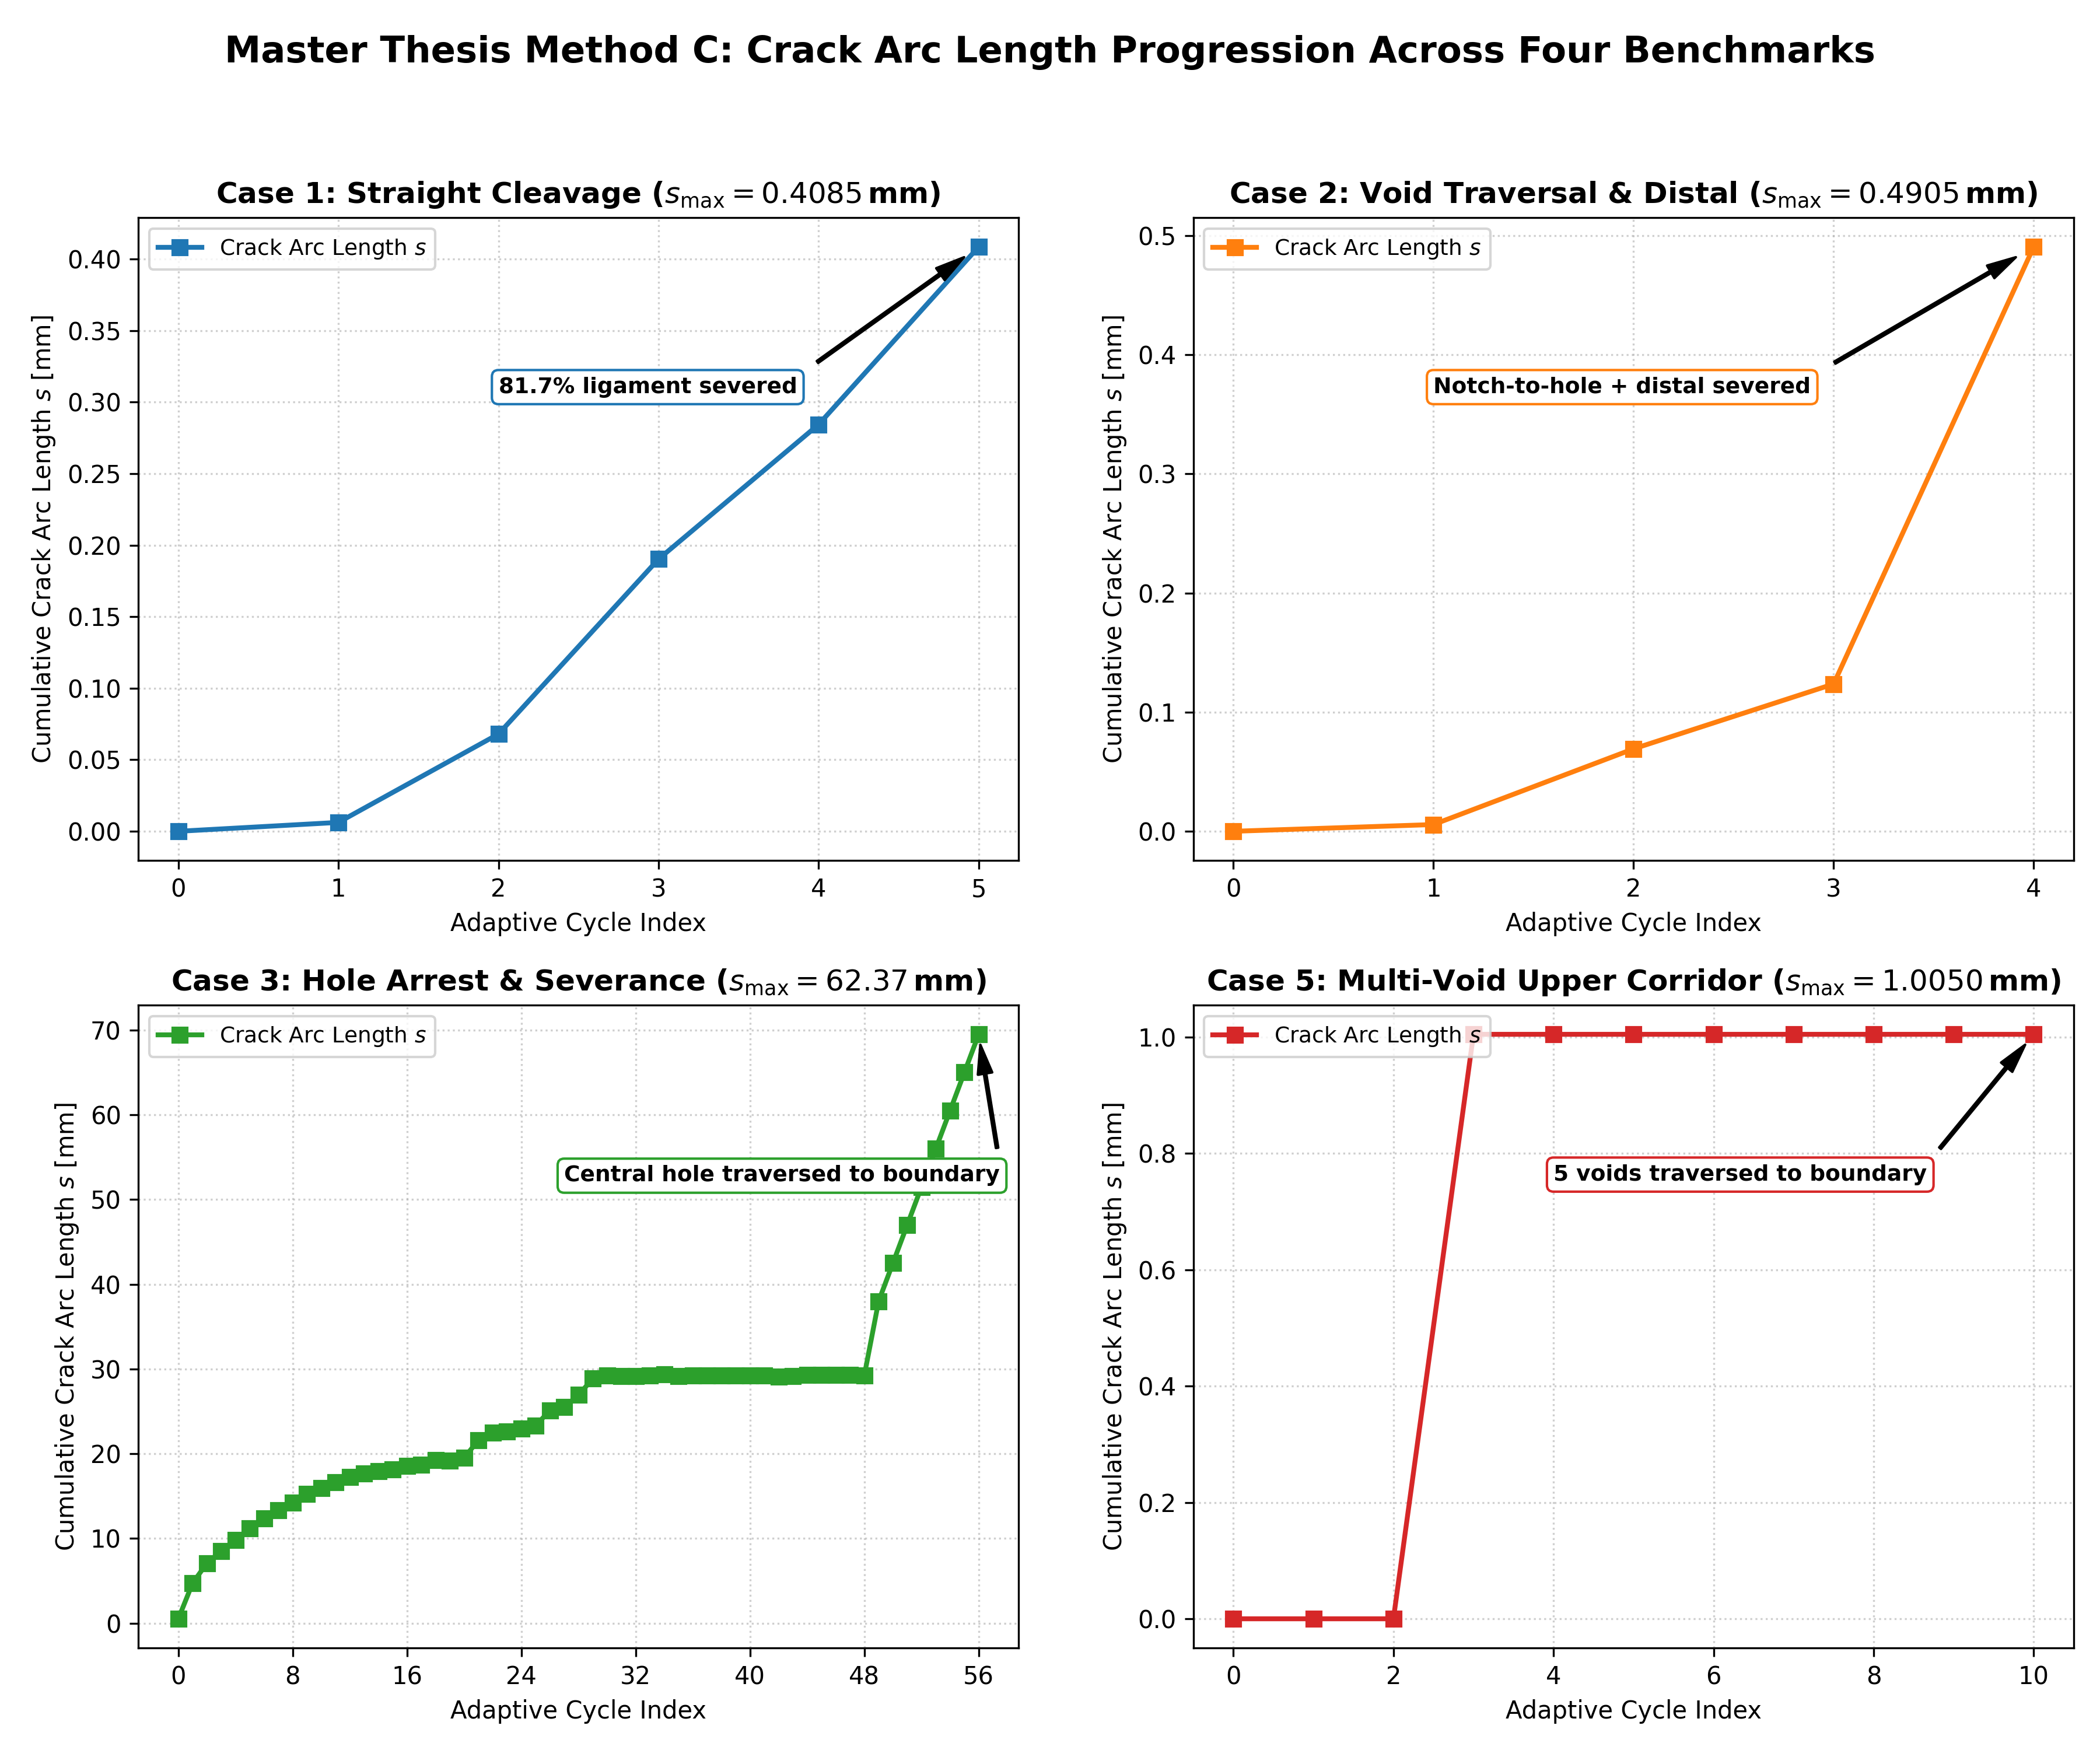 Master Thesis Method C: Crack Arc Length Progression Across Four Benchmarks
Case 1: Straight Cleavage (s_max = 0.4085 mm)
Crack Arc Length s
81.7% ligament severed
Cumulative Crack Arc Length s [mm]
0.40
0.35
0.30
0.25
0.20
0.15
0.10
0.05
0.00
0 1 2 3 4 5
Adaptive Cycle Index
Case 2: Void Traversal & Distal (s_max = 0.4905 mm)
Crack Arc Length s
Notch-to-hole + distal severed
Cumulative Crack Arc Length s [mm]
0.5
0.4
0.3
0.2
0.1
0.0
0 1 2 3 4
Adaptive Cycle Index
Case 3: Hole Arrest & Severance (s_max = 62.37 mm)
Crack Arc Length s
Central hole traversed to boundary
Cumulative Crack Arc Length s [mm]
70
60
50
40
30
20
10
0
0 8 16 24 32 40 48 56
Adaptive Cycle Index
Case 5: Multi-Void Upper Corridor (s_max = 1.0050 mm)
Crack Arc Length s
5 voids traversed to boundary
Cumulative Crack Arc Length s [mm]
1.0
0.8
0.6
0.4
0.2
0.0
0 2 4 6 8 10
Adaptive Cycle Index